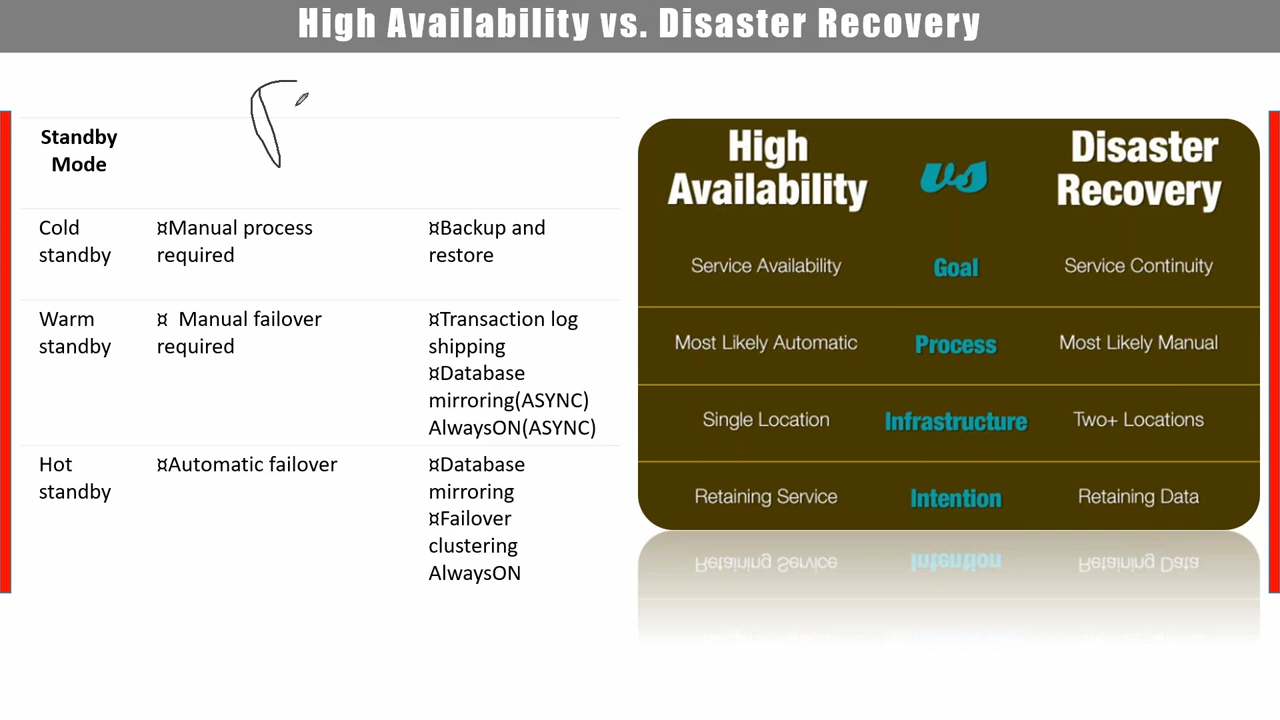 High Availability vs. Disaster Recovery
Standby
Mode
Cold
standby
¤Manual process
required
¤Backup and
restore
Warm
standby
¤ Manual failover
required
¤Transaction log
shipping
¤Database
mirroring(ASYNC)
AlwaysON(ASYNC)
Hot
standby
¤Automatic failover
¤Database
mirroring
¤Failover
clustering
AlwaysON
High
Availability
vs
Disaster
Recovery
Service Availability
Goal
Service Continuity
Most Likely Automatic
Process
Most Likely Manual
Single Location
Infrastructure
Two+ Locations
Retaining Service
Intention
Retaining Data